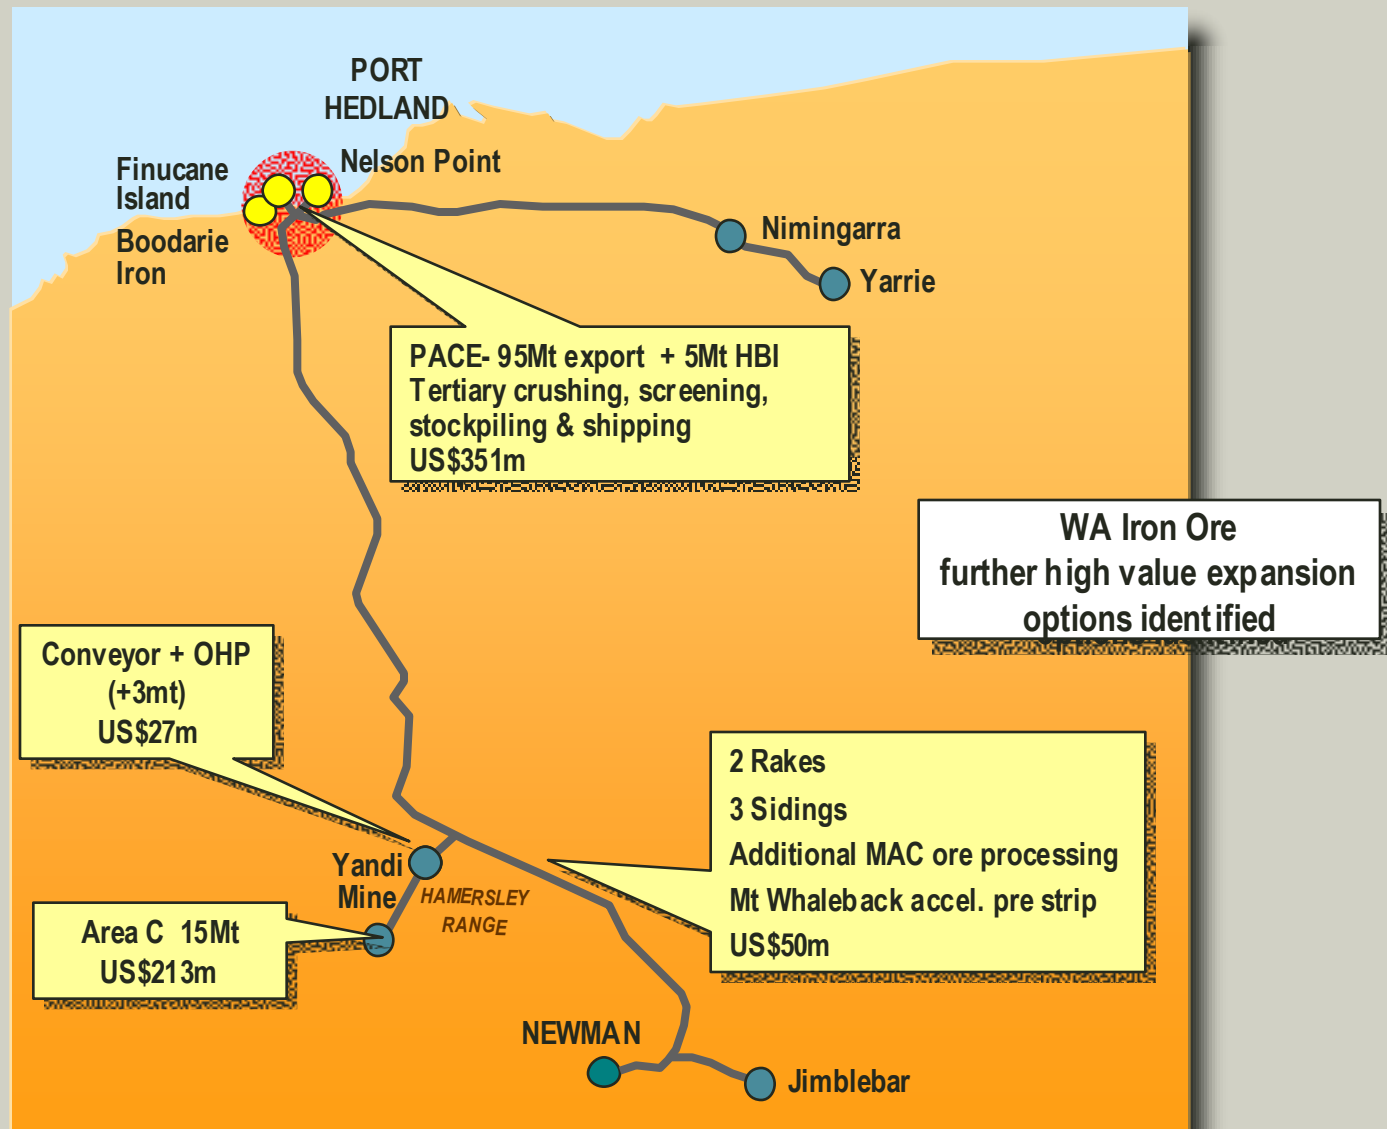 PORT
HEDLAND
Nelson Point
Finucane
Island
Boodarie
Iron
Nimingarra
Yarrie
PACE- 95Mt export + 5Mt HBI
Tertiary crushing, screening,
stockpiling & shipping
US$351m
WA Iron Ore
further high value expansion
options identified
Conveyor + OHP
(+3mt)
US$27m
2 Rakes
3 Sidings
Additional MAC ore processing
Mt Whaleback accel. pre strip
US$50m
Yandi
Mine
HAMERSLEY
RANGE
Area C 15Mt
US$213m
NEWMAN
Jimblebar